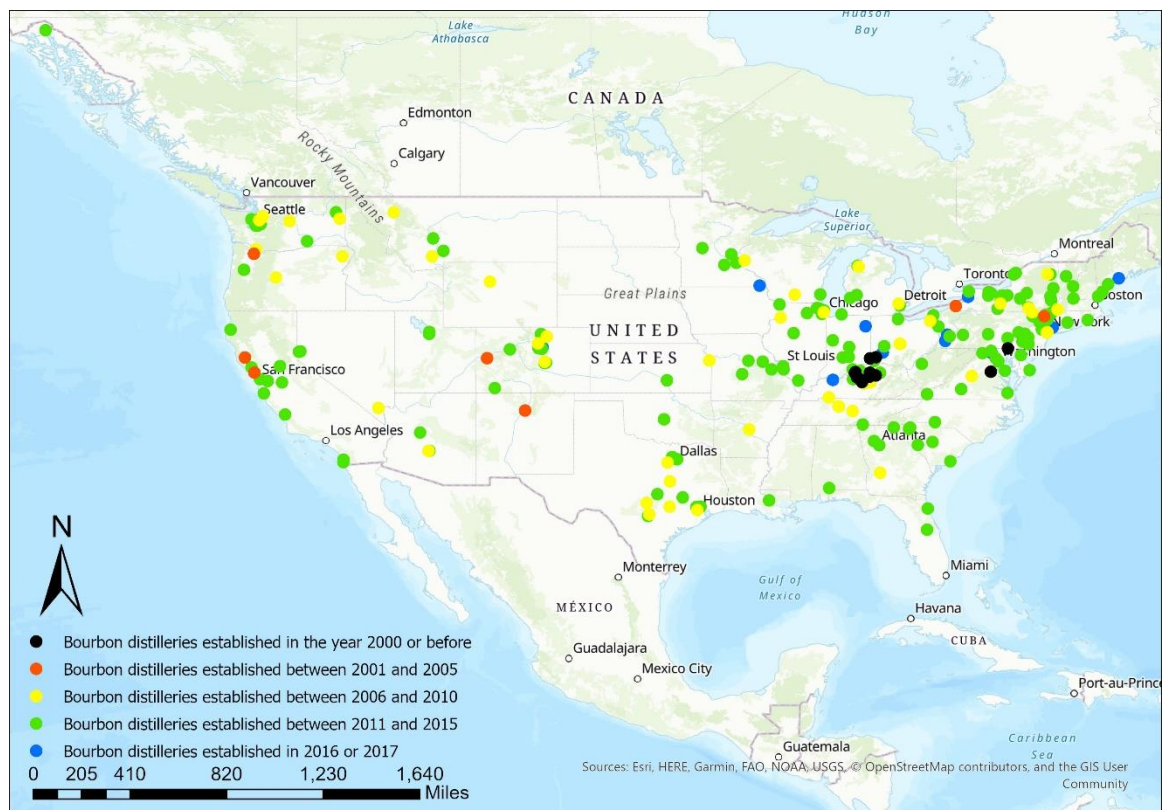 Hudson
Bay
Lake
Athabasca
CANADA
Edmonton
Calgary
Rocky Mountains
Vancouver
Seattle
Lake
Superior
Montreal
Toronto
Boston
Detroit
Chicago
New York
Great Plains
UNITED
STATES
St Louis
Washington
San Francisco
Los Angeles
Atlanta
Dallas
Houston
Miami
Monterrey
Gulf of
Mexico
Havana
CUBA
MÉXICO
Guadalajara
Mexico City
Port-au-Prince
Guatemala
Caribbean
Sea
N
Bourbon distilleries established in the year 2000 or before
Bourbon distilleries established between 2001 and 2005
Bourbon distilleries established between 2006 and 2010
Bourbon distilleries established between 2011 and 2015
Bourbon distilleries established in 2016 or 2017
0 205 410 820 1,230 1,640
Miles
Sources: Esri, HERE, Garmin, FAO, NOAA, USGS, © OpenStreetMap contributors, and the GIS User
Community